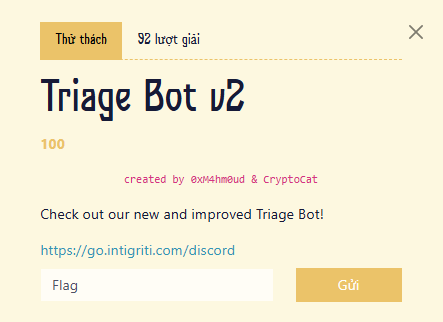 Thử thách 92 lượt giải
Triage Bot v2
100
created by 0xM4hm0ud & CryptoCat
Check out our new and improved Triage Bot!
https://go.intigriti.com/discord
Flag Gửi